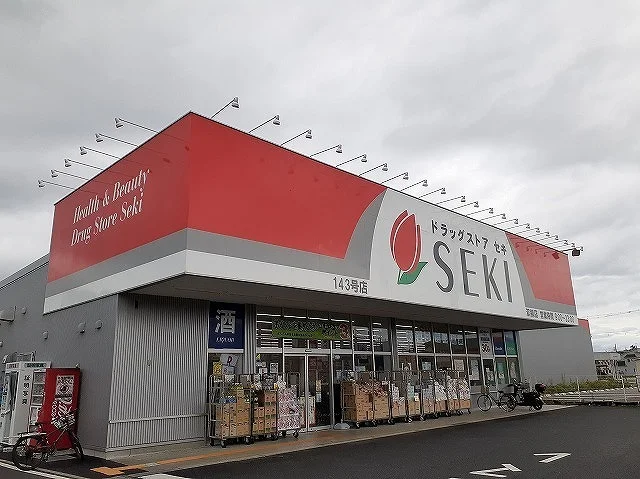 Health & Beauty
Drug Store Seki
ドラッグストア セキ
SEKI
143号店
酒